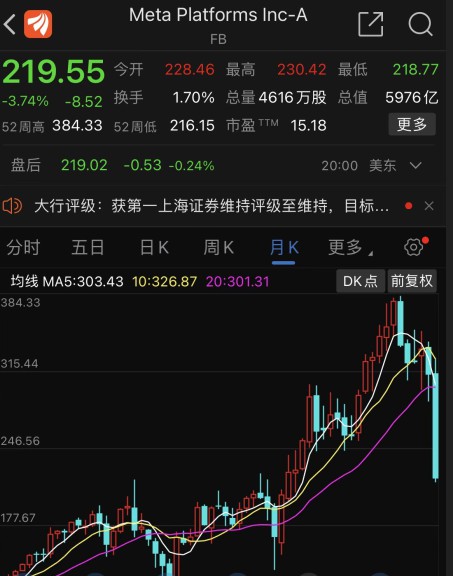 Meta Platforms Inc-A
FB
219.55 今开 228.46 最高 230.42 最低 218.77
-3.74% -8.52 换手 1.70% 总量 4616万股 总值 5976亿
52周高 384.33 52周低 216.15 市盈TTM 15.18 更多
盘后 219.02 -0.53 -0.24% 20:00 美东
大行评级：获第一上海证券维持评级至维持，目标...
分时 五日 日K 周K 月K 更多
均线 MA5:303.43 10:326.87 20:301.31 DK点 前复权
384.33
315.44
246.56
177.67